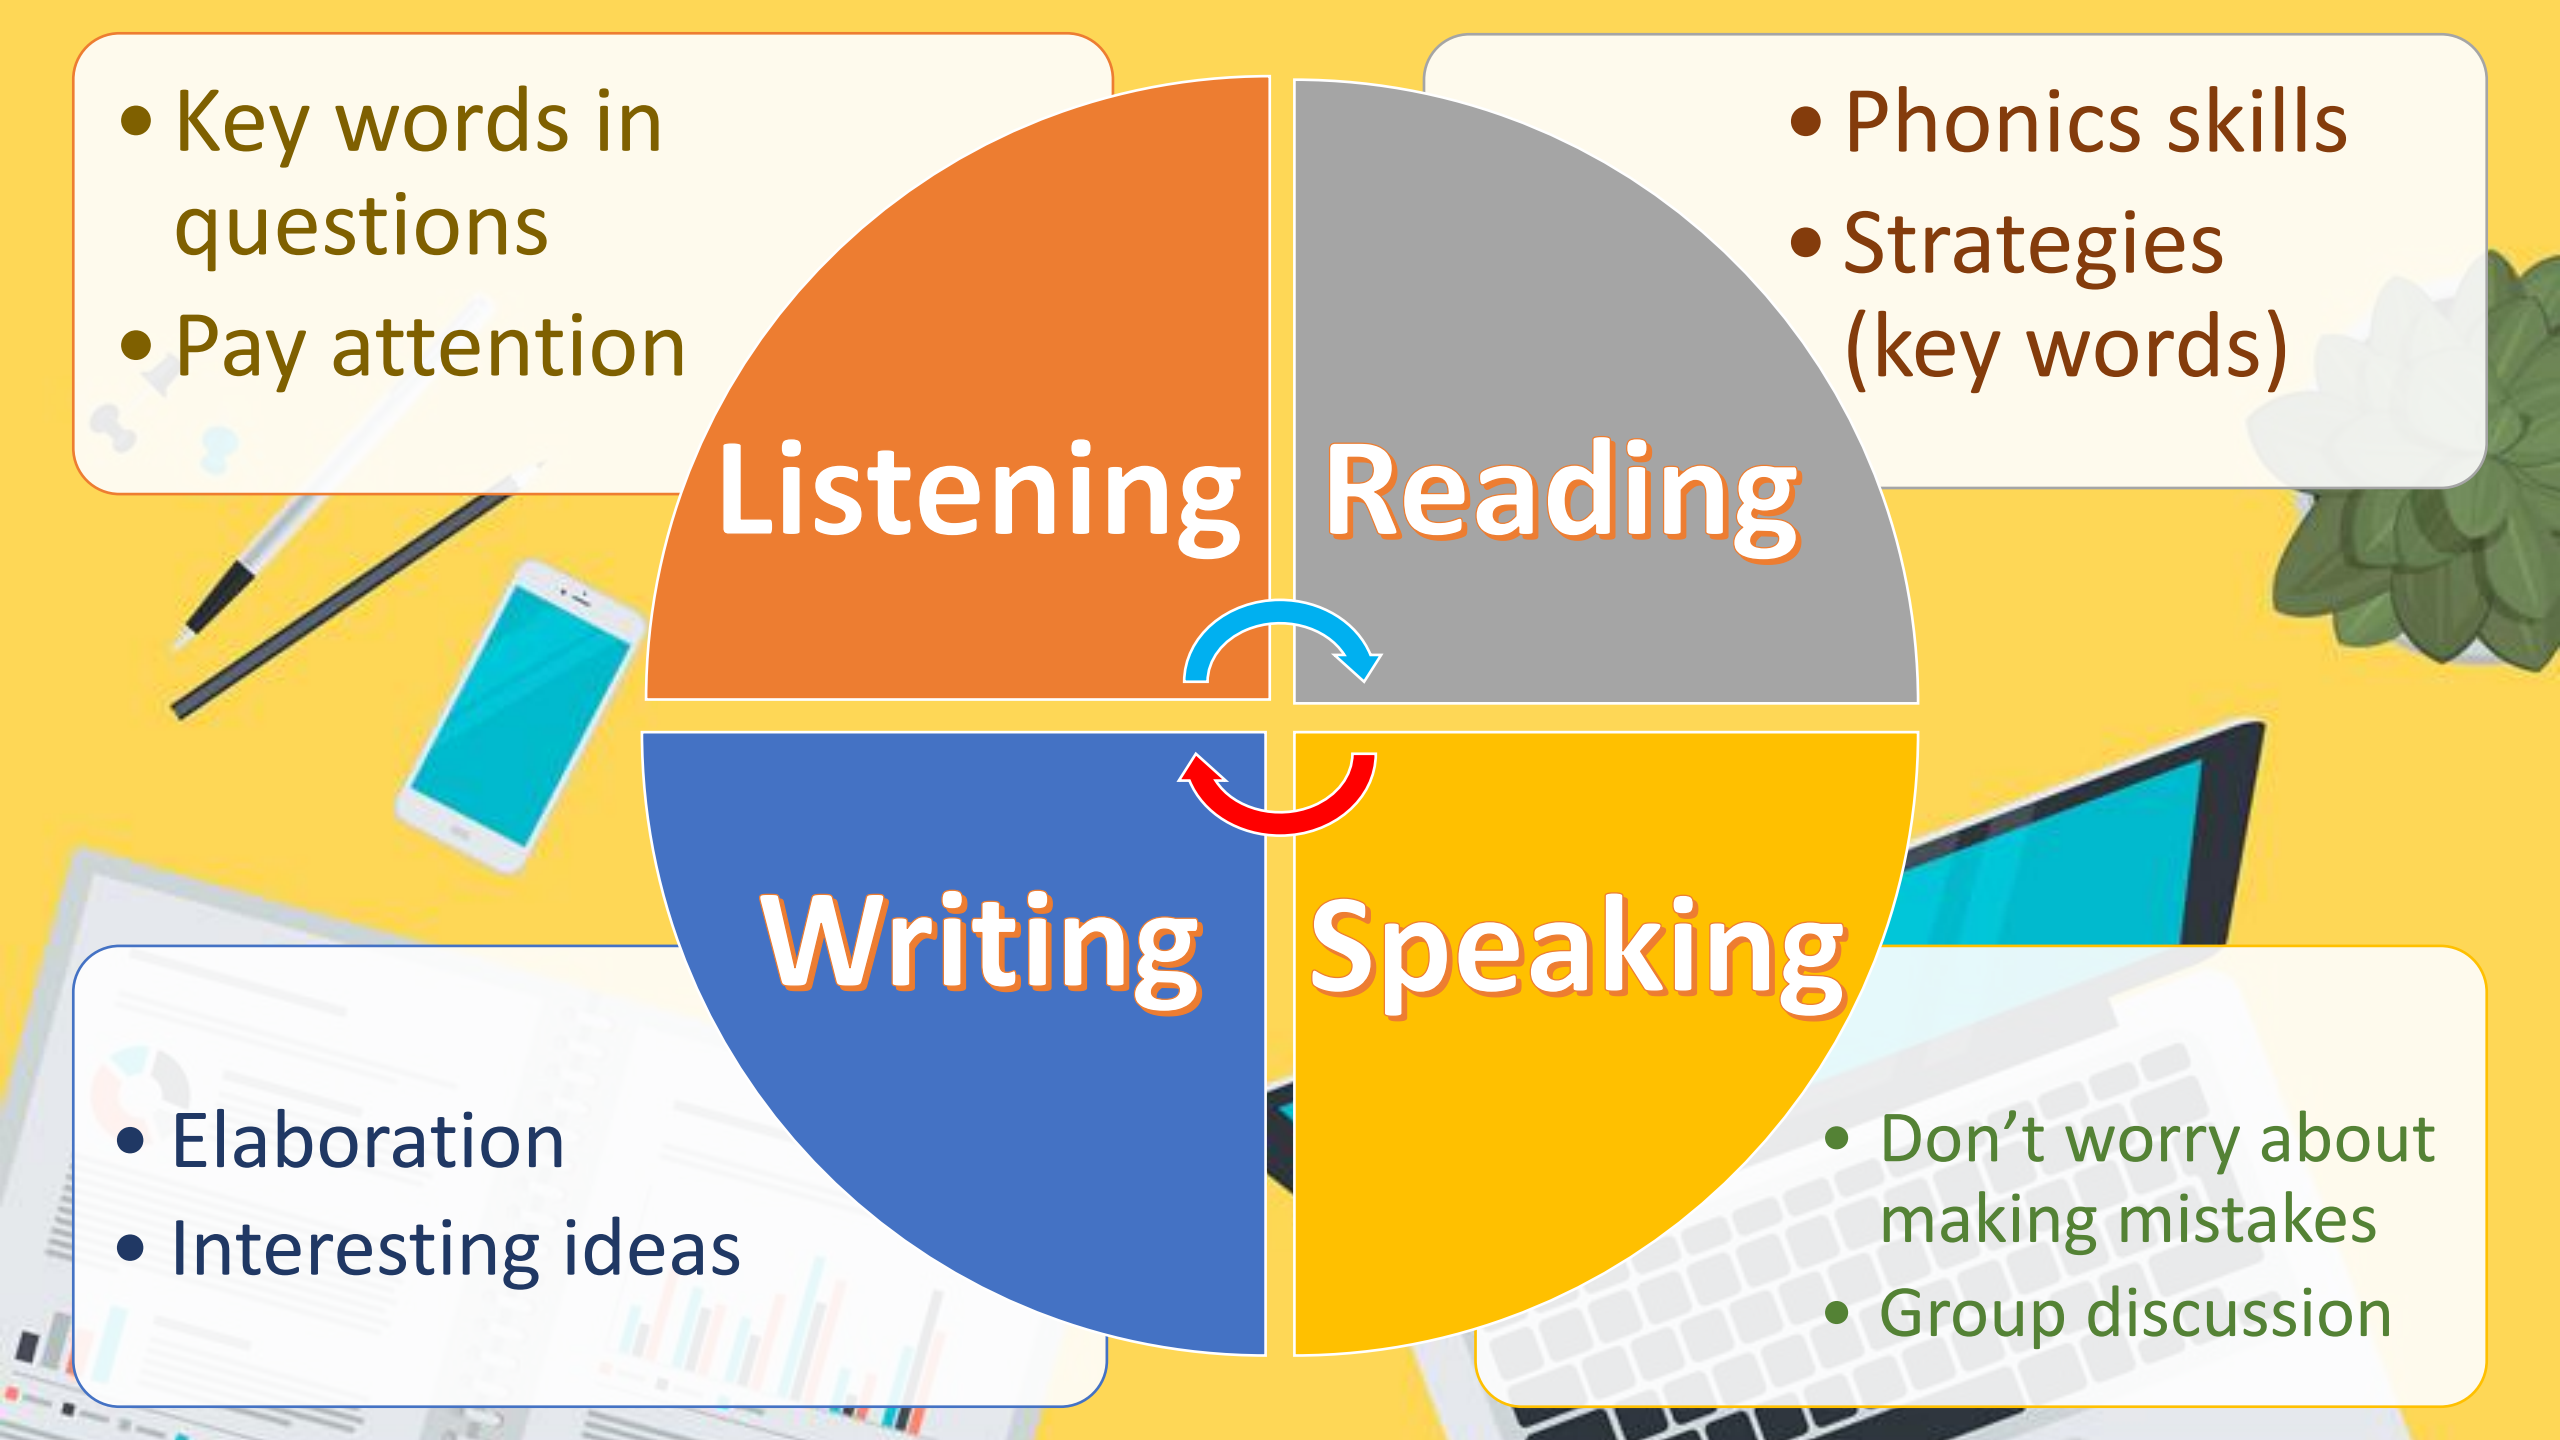 • Key words in
questions
• Pay attention
Listening
• Phonics skills
• Strategies
(key words)
Reading
Writing
• Elaboration
• Interesting ideas
Speaking
• Don’t worry about
making mistakes
• Group discussion